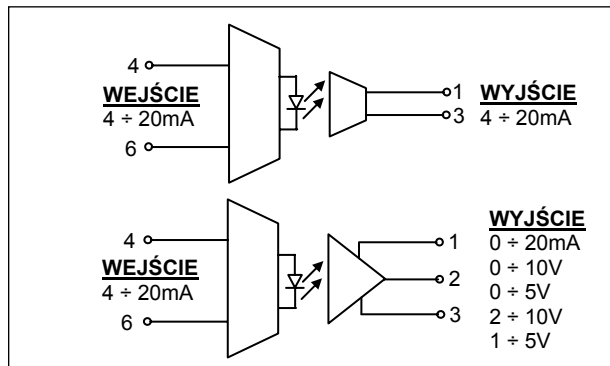 4
WEJŚCIE
4 ÷ 20mA
6
1
3
WYJŚCIE
4 ÷ 20mA
4
WEJŚCIE
4 ÷ 20mA
6
1
2
3
WYJŚCIE
0 ÷ 20mA
0 ÷ 10V
0 ÷ 5V
2 ÷ 10V
1 ÷ 5V